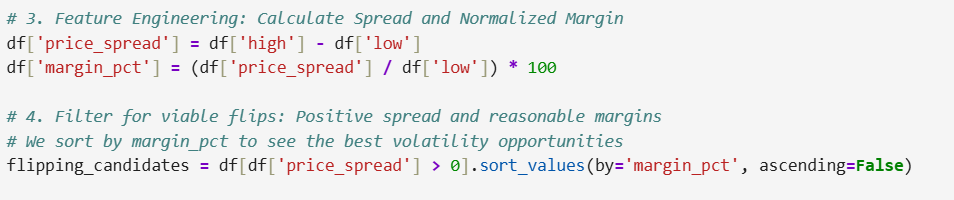 # 3. Feature Engineering: Calculate Spread and Normalized Margin
df['price_spread'] = df['high'] - df['low']
df['margin_pct'] = (df['price_spread'] / df['low']) * 100
# 4. Filter for viable flips: Positive spread and reasonable margins
# We sort by margin_pct to see the best volatility opportunities
flipping_candidates = df[df['price_spread'] > 0].sort_values(by='margin_pct', ascending=False)